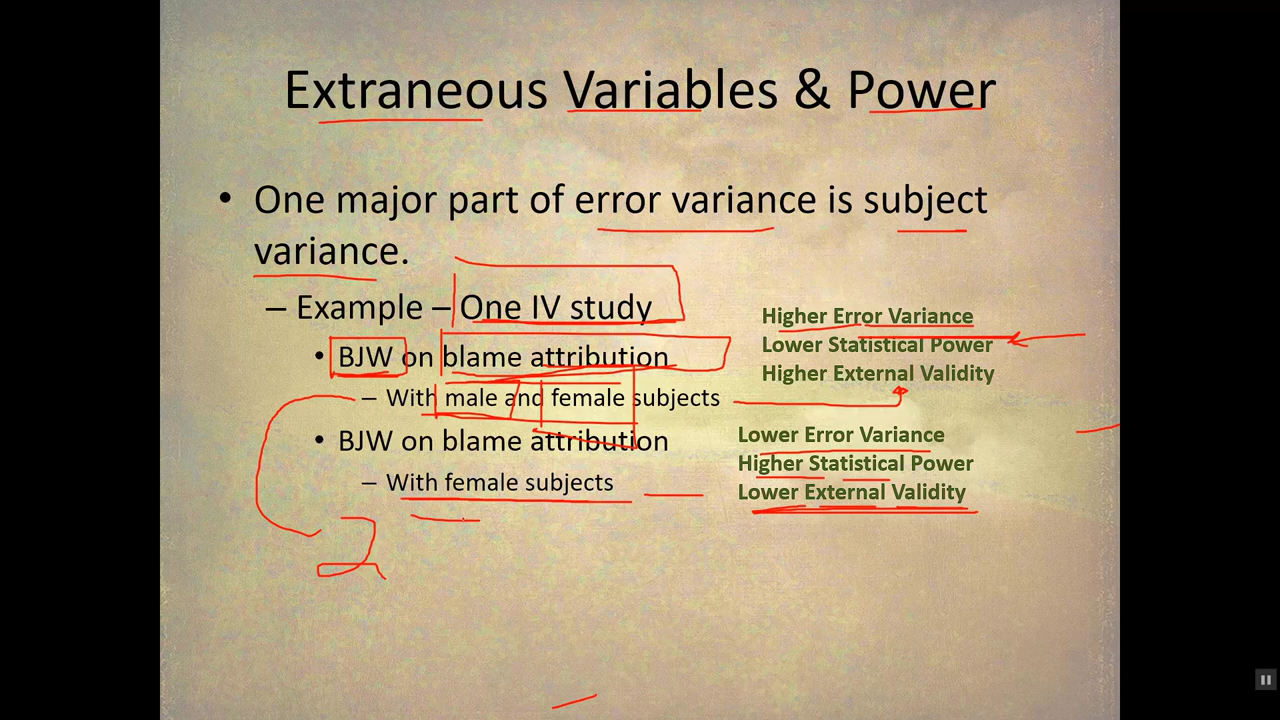 Extraneous Variables & Power
• One major part of error variance is subject
variance.
– Example – One IV study
• BJW on blame attribution
– With male and female subjects
• BJW on blame attribution
– With female subjects
Higher Error Variance
Lower Statistical Power
Higher External Validity
Lower Error Variance
Higher Statistical Power
Lower External Validity
2